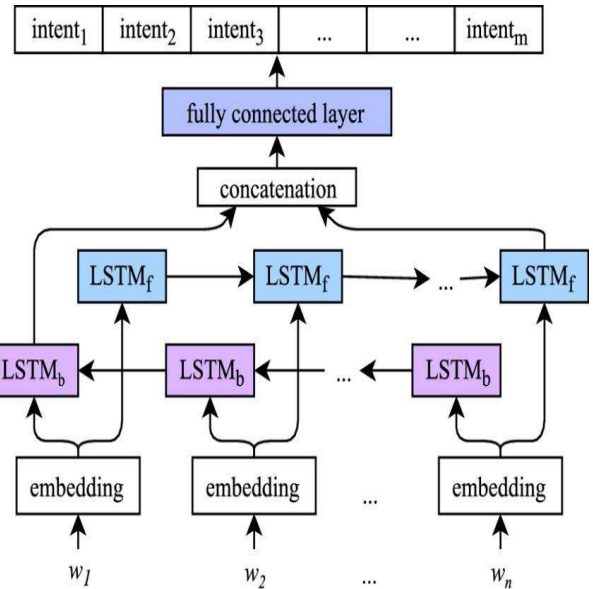 intent1 intent2 intent3 ... ... intentm
fully connected layer
concatenation
LSTMf LSTMf ... LSTMf
LSTMb LSTMb ... LSTMb
embedding embedding ... embedding
w1 w2 ... wn